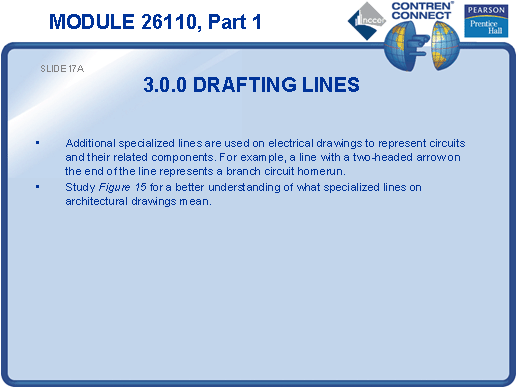 MODULE 26110, Part 1
nccer
CONTREN®
CONNECT
PEARSON
Prentice
Hall
SLIDE 17A
3.0.0 DRAFTING LINES
• Additional specialized lines are used on electrical drawings to represent circuits
and their related components. For example, a line with a two-headed arrow on
the end of the line represents a branch circuit homerun.
• Study Figure 15 for a better understanding of what specialized lines on
architectural drawings mean.